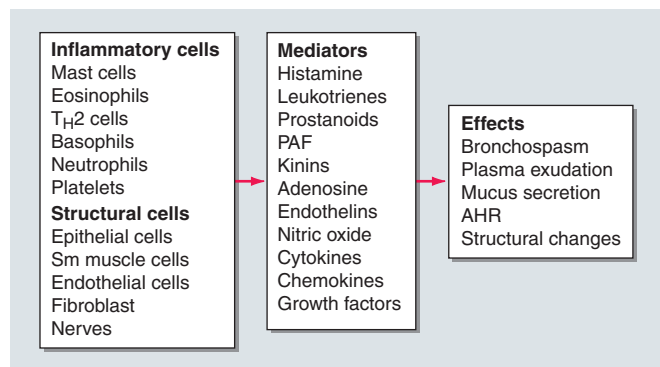 Inflammatory cells
Mast cells
Eosinophils
TH2 cells
Basophils
Neutrophils
Platelets
Structural cells
Epithelial cells
Sm muscle cells
Endothelial cells
Fibroblast
Nerves
Mediators
Histamine
Leukotrienes
Prostanoids
PAF
Kinins
Adenosine
Endothelins
Nitric oxide
Cytokines
Chemokines
Growth factors
Effects
Bronchospasm
Plasma exudation
Mucus secretion
AHR
Structural changes